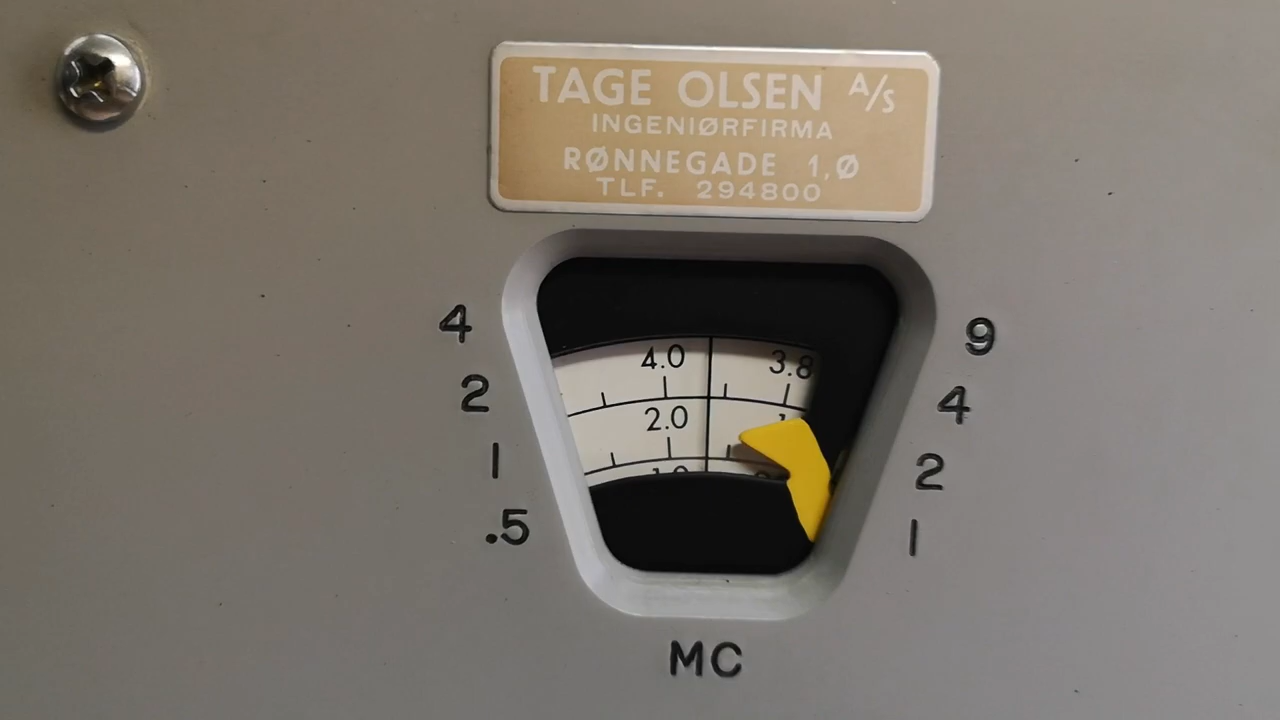 TAGE OLSEN A/S
INGENIØRFIRMA
RØNNEGADE 1,Ø
TLF. 294800
4 9
4.0 3.8
2 4
2.0
1 2
.5 1
MC